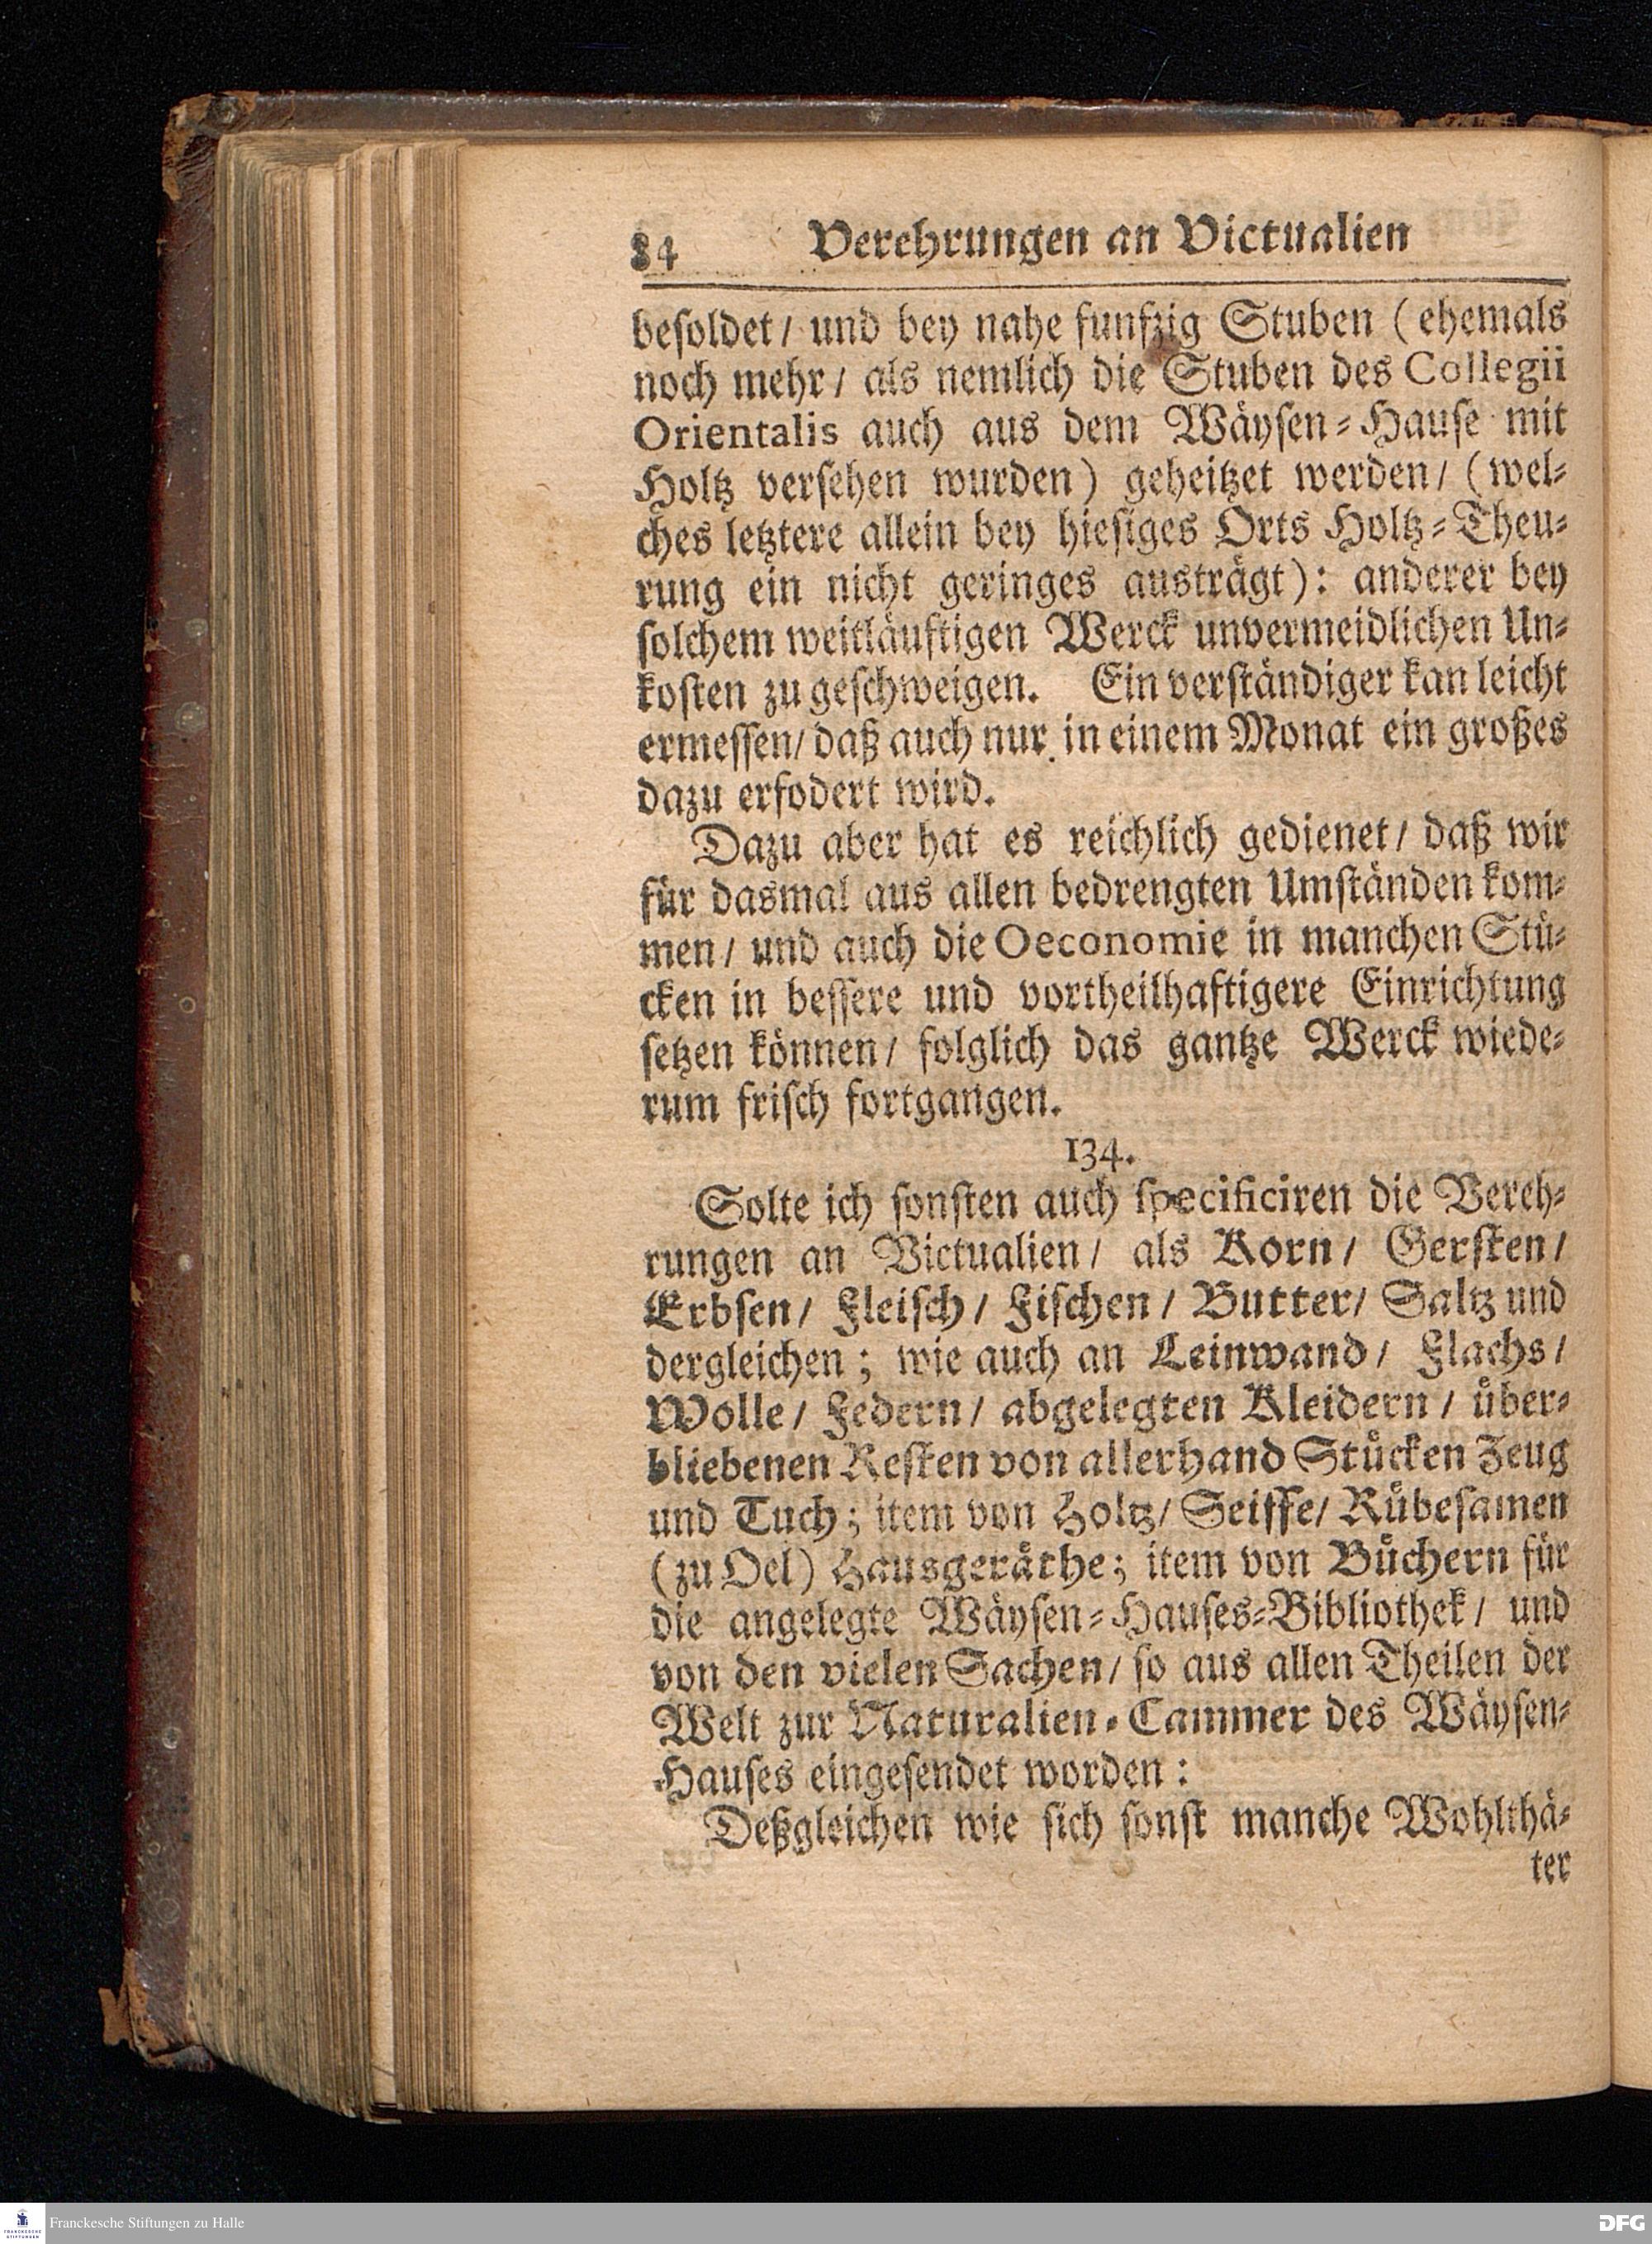 84 Verehrungen an Victualien
besoldet/ und bey nahe funfzig Stuben (ehemals
noch mehr/ als nemlich die Stuben des Collegii
Orientalis auch aus dem Wäysen-Hause mit
Holtz versehen wurden) geheitzet werden/ (wel-
ches letztere allein bey hiesiges Orts Holtz-Theu-
rung ein nicht geringes austrägt): anderer bey
solchem weitläuftigen Werck unvermeidlichen Un-
kosten zu geschweigen. Ein verständiger kan leicht
ermessen/ daß auch nur in einem Monat ein großes
dazu erfodert wird.
Dazu aber hat es reichlich gedienet/ daß wir
für dasmal aus allen bedrengten Umständen kom-
men/ und auch die Oeconomie in manchen Stü-
cken in bessere und vortheilhaftigere Einrichtung
setzen können/ folglich das gantze Werck wiede-
rum frisch fortgangen.
134.
Solte ich sonsten auch specificiren die Vereh-
rungen an Victualien/ als Korn/ Gersten/
Erbsen/ Fleisch/ Fischen/ Butter/ Saltz und
dergleichen; wie auch an Leinwand/ Flachs/
Wolle/ Federn/ abgelegten Kleidern/ über-
bliebenen Resten von allerhand Stücken Zeug
und Tuch; item von Holtz/ Seiffe/ Rübesamen
(zu Oel) Hausgeräthe; item von Büchern für
die angelegte Wäysen-Hauses-Bibliothek/ und
von den vielen Sachen/ so aus allen Theilen der
Welt zur Naturalien-Cammer des Wäysen-
Hauses eingesendet worden:
Deßgleichen wie sich sonst manche Wohlthä-
ter
FRANCKESCHE
STIFTUNGEN
Franckesche Stiftungen zu Halle
DFG